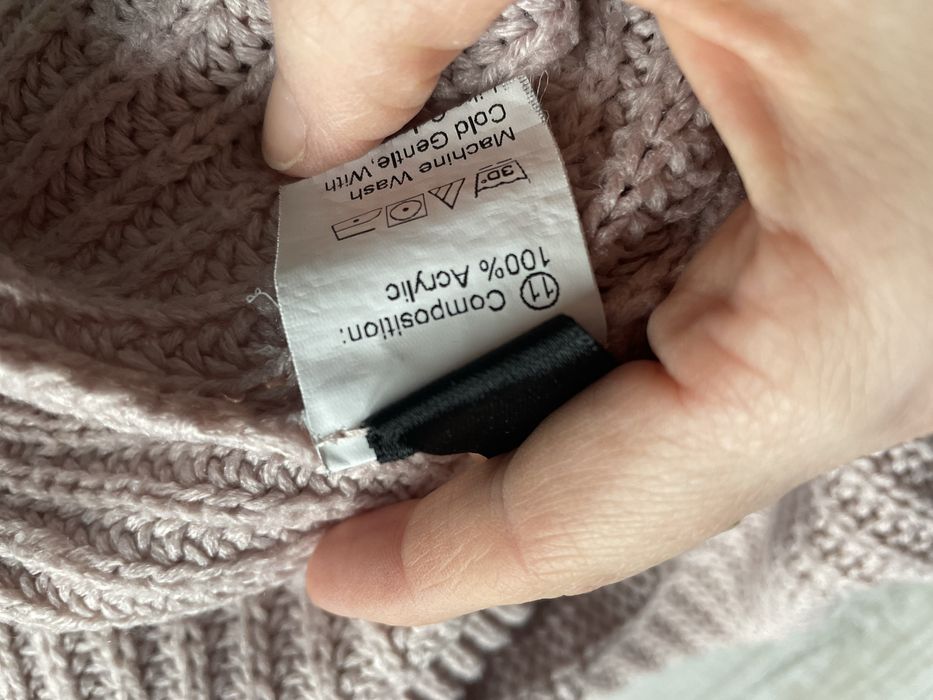 11 Composition:
100% Acrylic
30°
Machine Wash
Cold Gentle, With